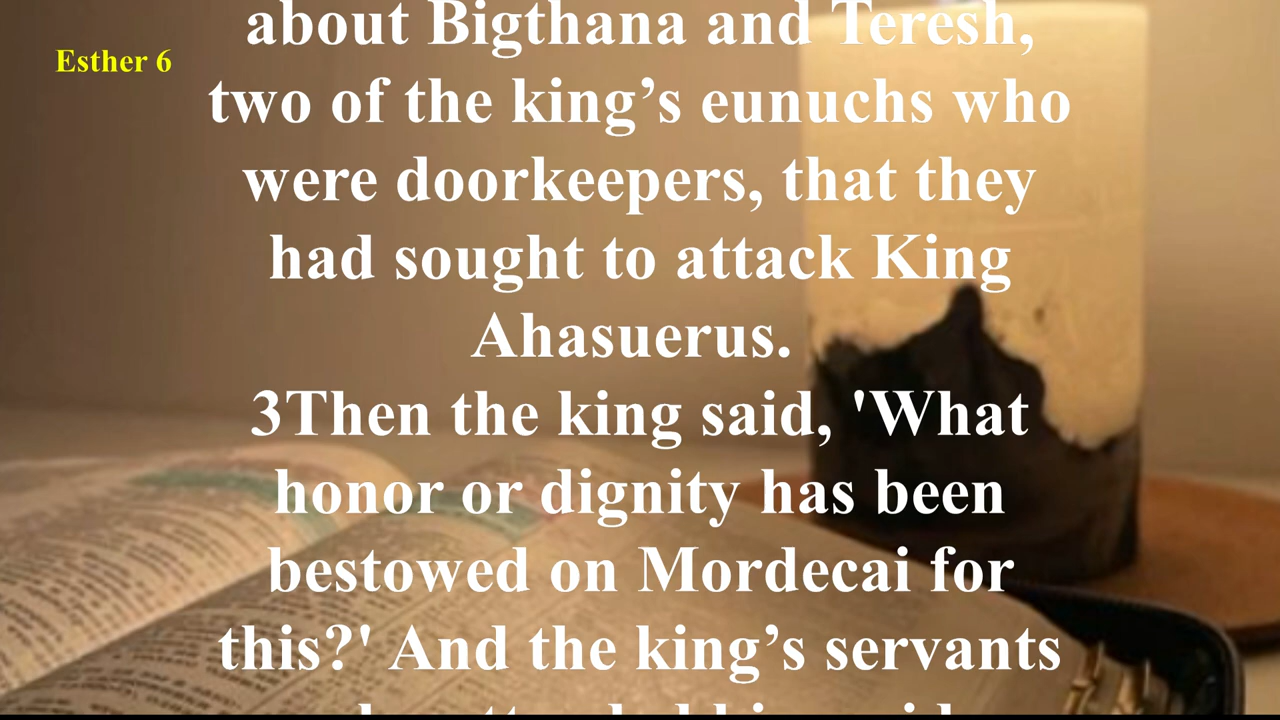 about Bigthana and Teresh,
Esther 6
two of the king’s eunuchs who
were doorkeepers, that they
had sought to attack King
Ahasuerus.
3Then the king said, 'What
honor or dignity has been
bestowed on Mordecai for
this?' And the king’s servants